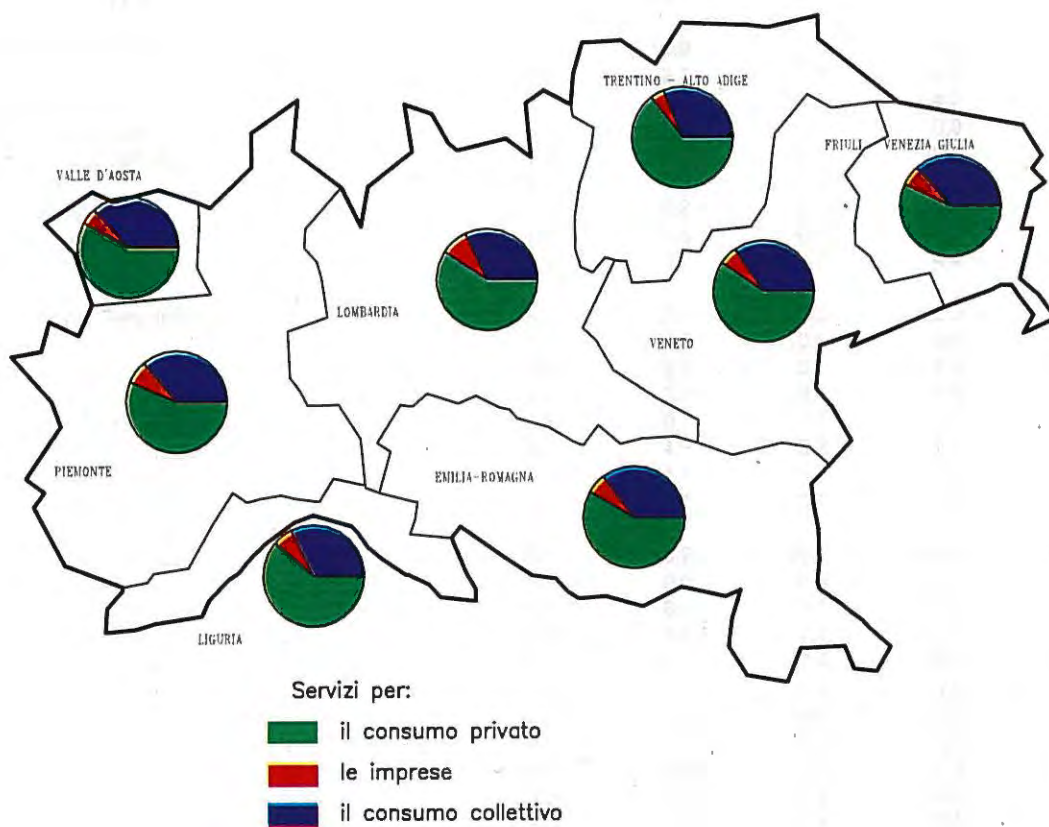 TRENTINO - ALTO ADIGE
FRIULI - VENEZIA GIULIA
VALLE D'AOSTA
LOMBARDIA
VENETO
PIEMONTE
EMILIA-ROMAGNA
LIGURIA
Servizi per:
il consumo privato
le imprese
il consumo collettivo